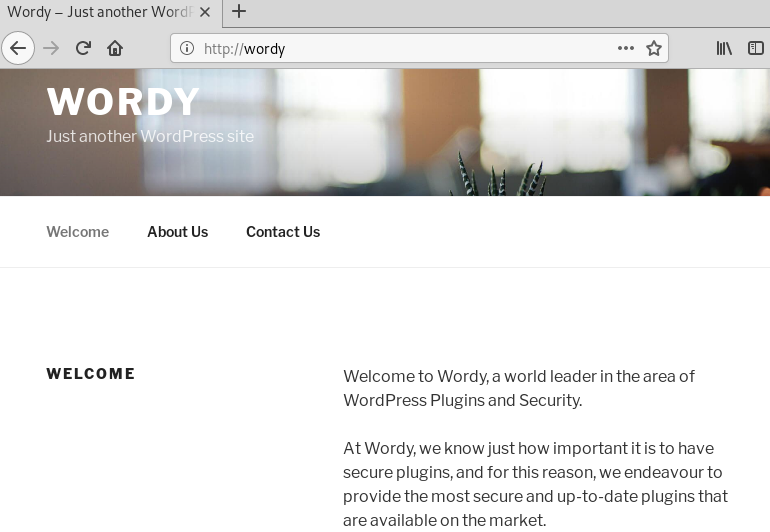 Wordy – Just another Word
http://wordy
WORDY
Just another WordPress site
Welcome
About Us
Contact Us
WELCOME
Welcome to Wordy, a world leader in the area of
WordPress Plugins and Security.
At Wordy, we know just how important it is to have
secure plugins, and for this reason, we endeavour to
provide the most secure and up-to-date plugins that
are available on the market.